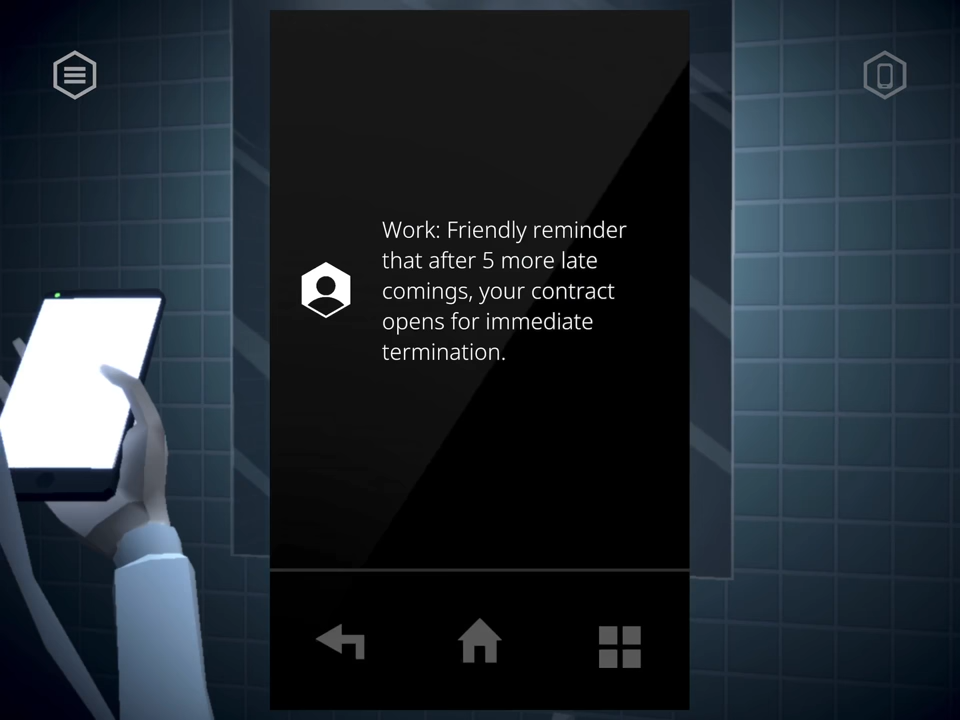 Work: Friendly reminder
that after 5 more late
comings, your contract
opens for immediate
termination.